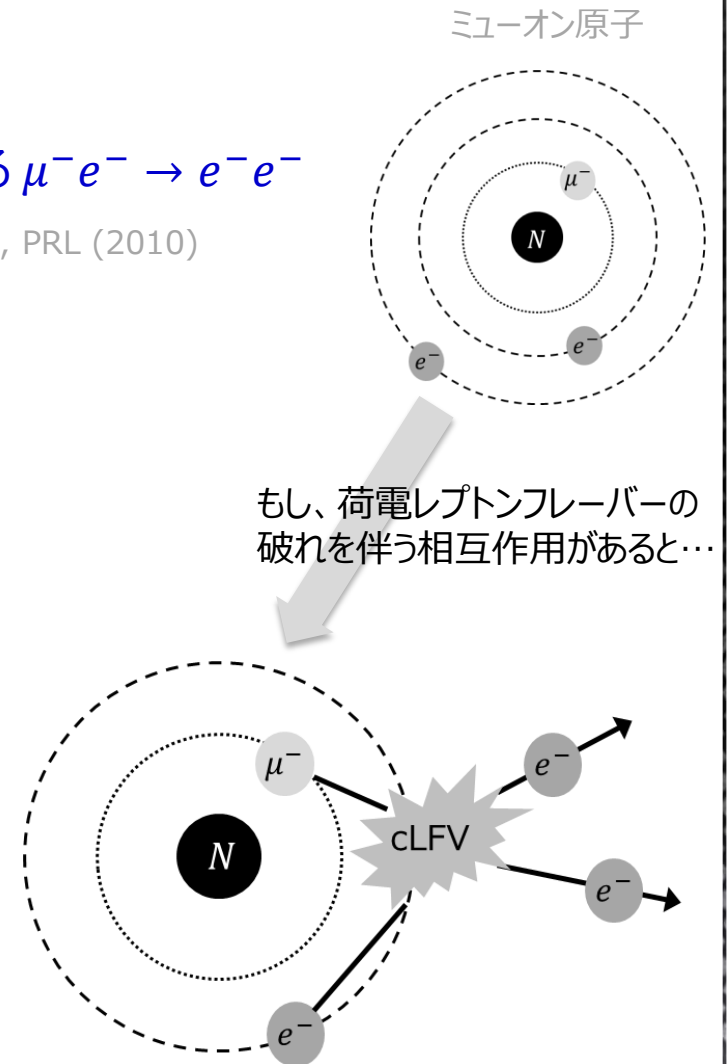 ミューオン原子
る μ⁻e⁻ → e⁻e⁻
, PRL (2010)
μ⁻
N
e⁻
e⁻
もし、荷電レプトンフレーバーの
破れを伴う相互作用があると…
μ⁻
e⁻
cLFV
N
e⁻
e⁻